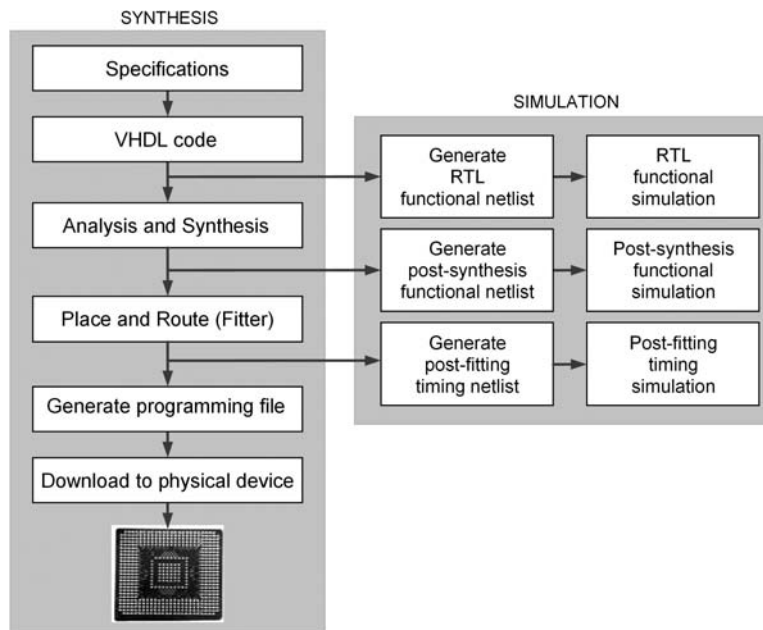 SYNTHESIS
Specifications
VHDL code
Analysis and Synthesis
Place and Route (Fitter)
Generate programming file
Download to physical device
SIMULATION
Generate
RTL
functional netlist
RTL
functional
simulation
Generate
post-synthesis
functional netlist
Post-synthesis
functional
simulation
Generate
post-fitting
timing netlist
Post-fitting
timing
simulation